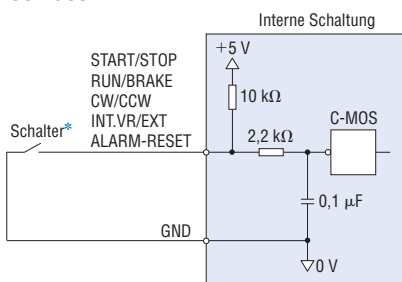 Interne Schaltung
+5 V
START/STOP
RUN/BRAKE
CW/CCW
INT.VR/EXT
ALARM-RESET
10 kΩ
C-MOS
Schalter*
2,2 kΩ
0,1 μF
GND
0 V